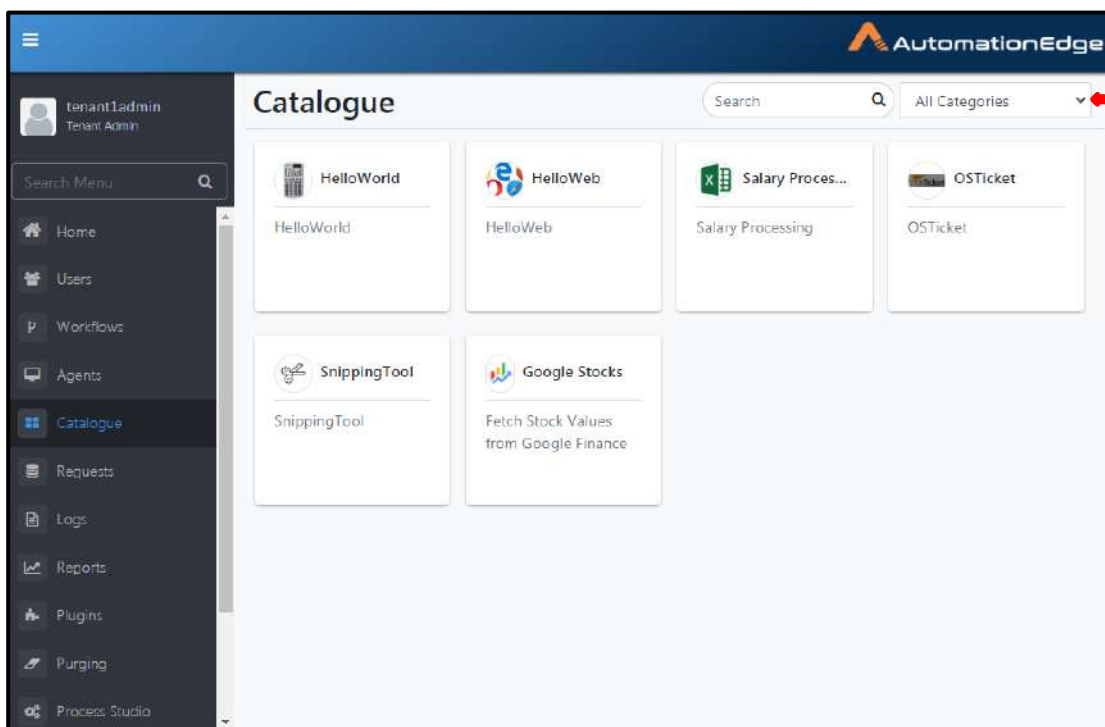 AutomationEdge
tenant1admin
Tenant Admin
Search Menu
Home
Users
Workflows
Agents
Catalogue
Requests
Logs
Reports
Plugins
Purging
Process Studio
Catalogue
Search
All Categories
HelloWorld
HelloWorld
HelloWeb
HelloWeb
Salary Proces...
Salary Processing
OSTicket
OSTicket
SnippingTool
SnippingTool
Google Stocks
Fetch Stock Values
from Google Finance